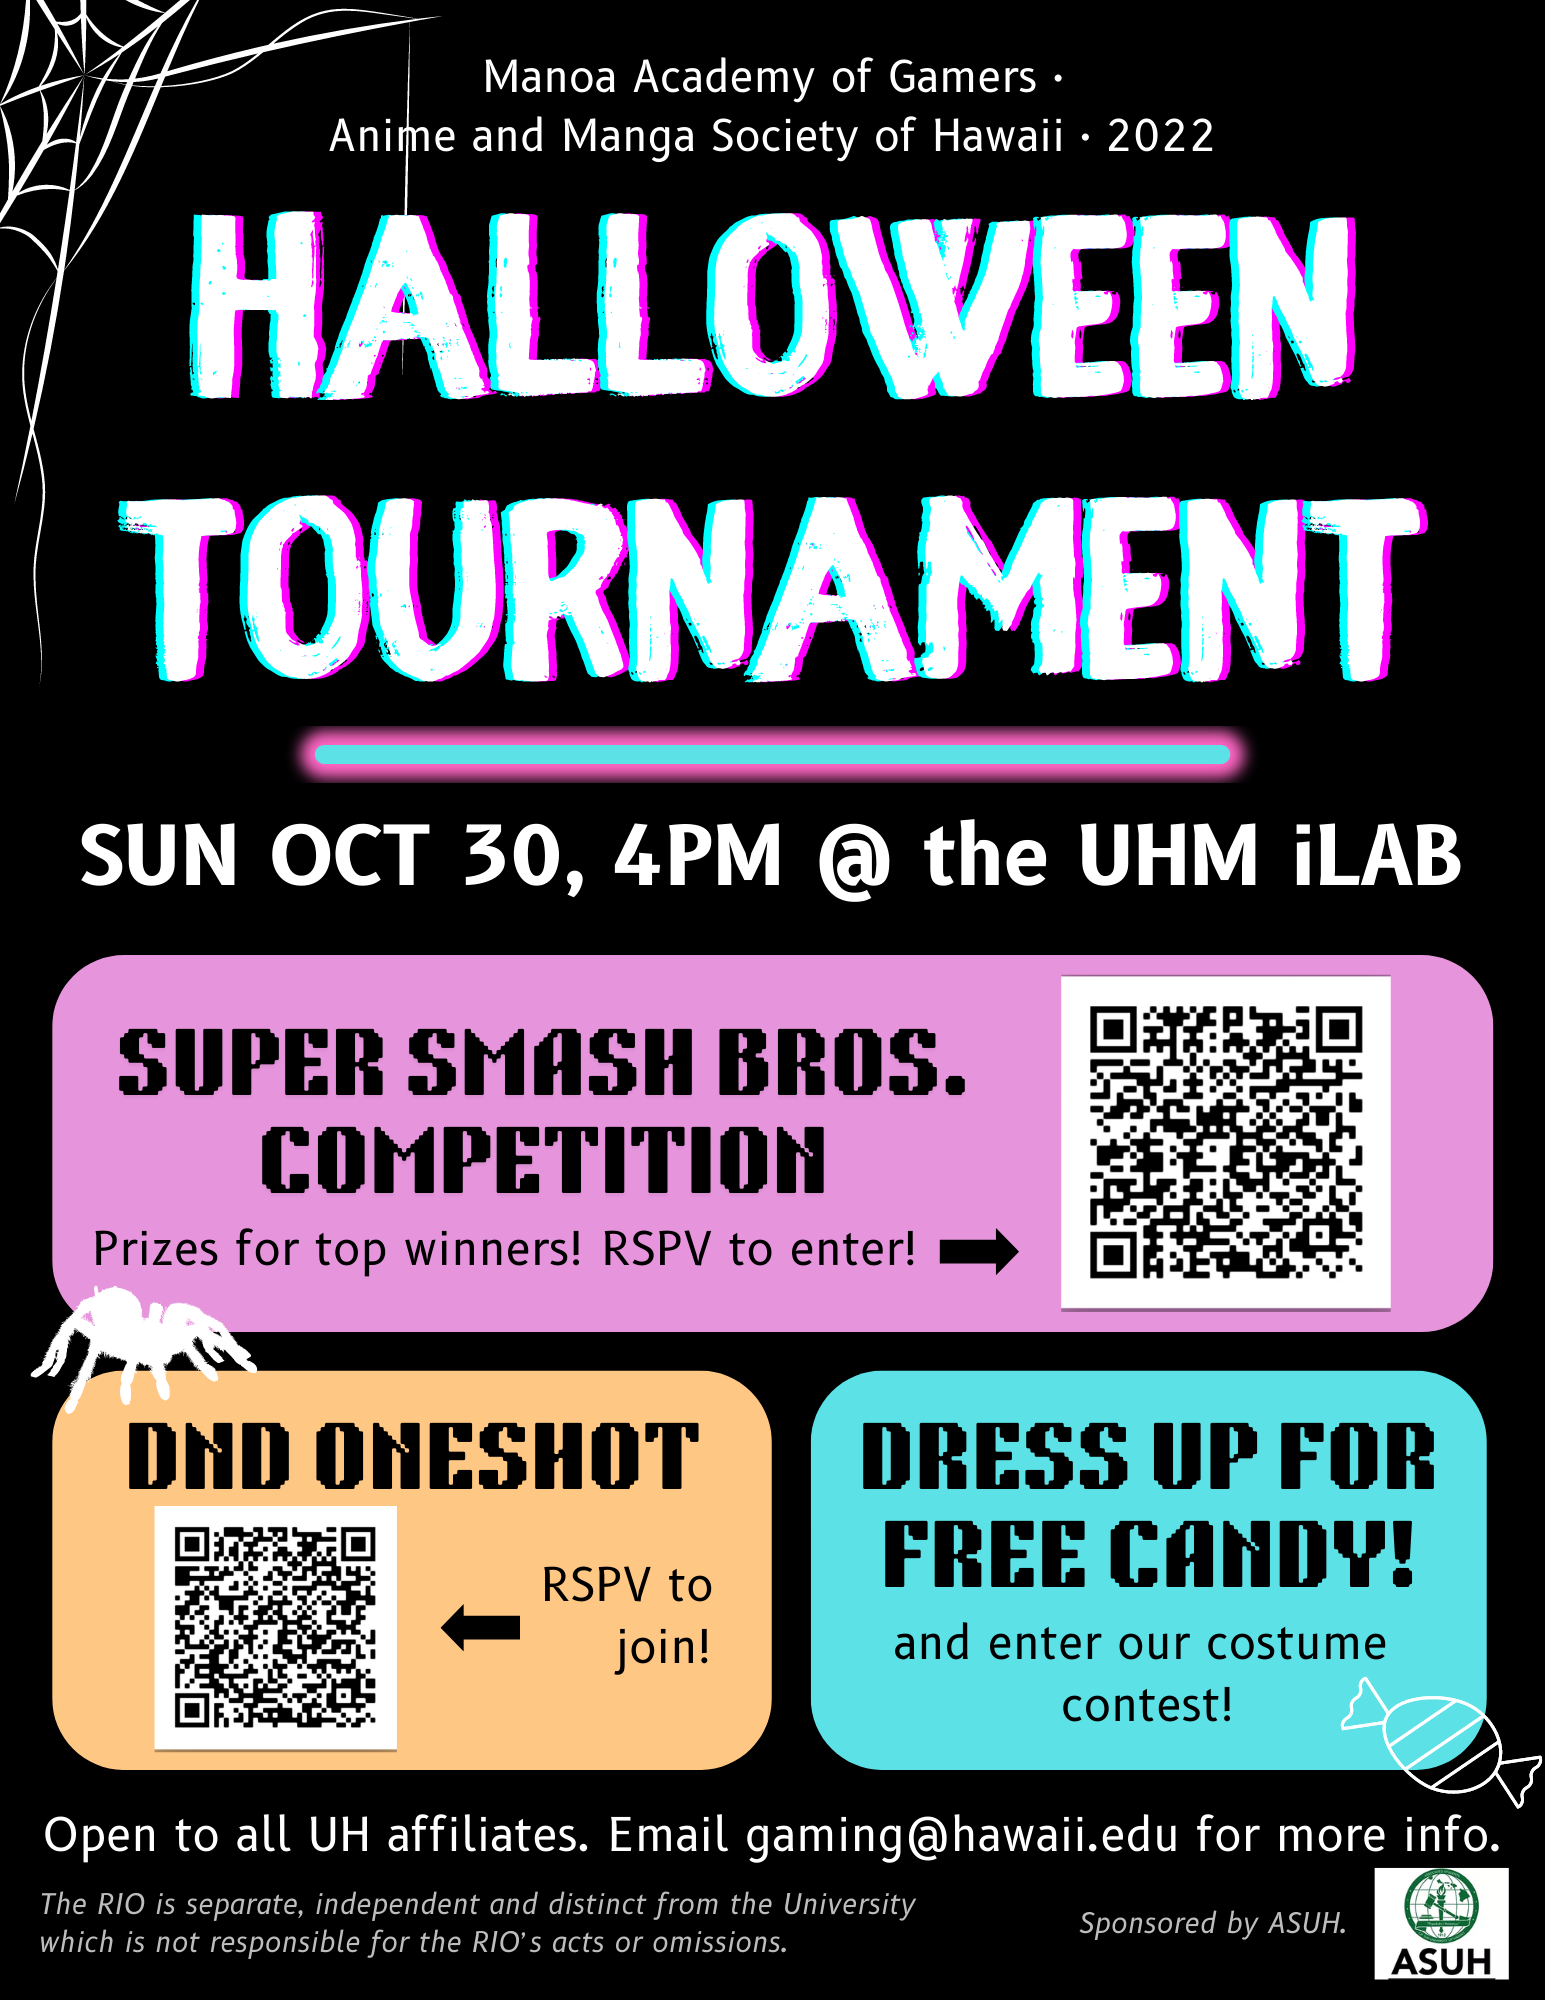 Manoa Academy of Gamers ·
Anime and Manga Society of Hawaii · 2022
HALLOWEEN
TOURNAMENT
SUN OCT 30, 4PM @ the UHM iLAB
SUPER SMASH BROS.
COMPETITION
Prizes for top winners! RSPV to enter!
DND ONESHOT
RSPV to
join!
DRESS UP FOR
FREE CANDY!
and enter our costume
contest!
Open to all UH affiliates. Email gaming@hawaii.edu for more info.
The RIO is separate, independent and distinct from the University
which is not responsible for the RIO's acts or omissions.
Sponsored by ASUH.
ASUH